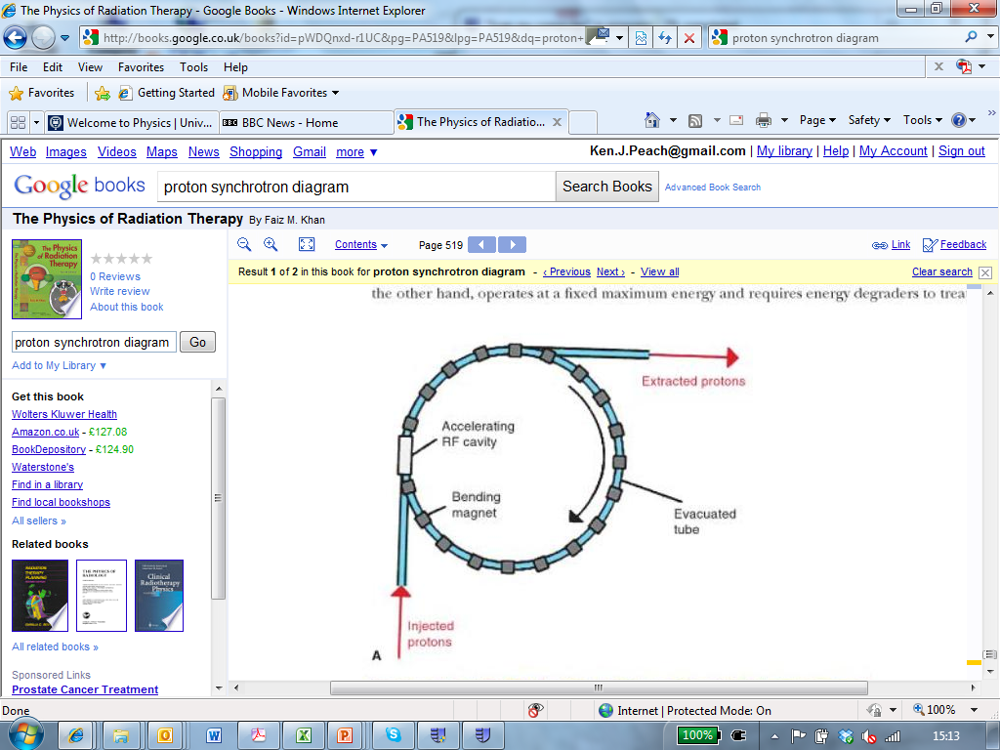 The Physics of Radiation Therapy - Google Books - Windows Internet Explorer
http://books.google.co.uk/books?id=pWDQnxd-r1UC&pg=PA519&lpg=PA519&dq=proton+
proton synchrotron diagram
File Edit View Favorites Tools Help
Favorites Getting Started Mobile Favorites
Welcome to Physics | Univ... BBC News - Home The Physics of Radiatio... Page Safety Tools
Web Images Videos Maps News Shopping Gmail more ▼ Ken.J.Peach@gmail.com | My library | Help | My Account | Sign out
Google books proton synchrotron diagram Search Books Advanced Book Search
The Physics of Radiation Therapy By Faiz M. Khan
Contents Page 519 Link Feedback
Result 1 of 2 in this book for proton synchrotron diagram - ‹ Previous Next › - View all Clear search
The Physics
of Radiation
Therapy
0 Reviews
Write review
About this book
proton synchrotron diagram Go
Add to My Library ▼
Get this book
Wolters Kluwer Health
Amazon.co.uk - £127.08
BookDepository - £124.90
Waterstone's
Find in a library
Find local bookshops
All sellers »
Related books
RADIATION
THERAPY
PLANNING
THE PHYSICS OF
RADIOLOGY
Clinical
Radiotherapy
Physics
All related books »
Sponsored Links
Prostate Cancer Treatment
the other hand, operates at a fixed maximum energy and requires energy degraders to trea
Extracted protons
Accelerating
RF cavity
Bending
magnet
Evacuated
tube
Injected
protons
A
Done Internet | Protected Mode: On 100%
100% 15:13